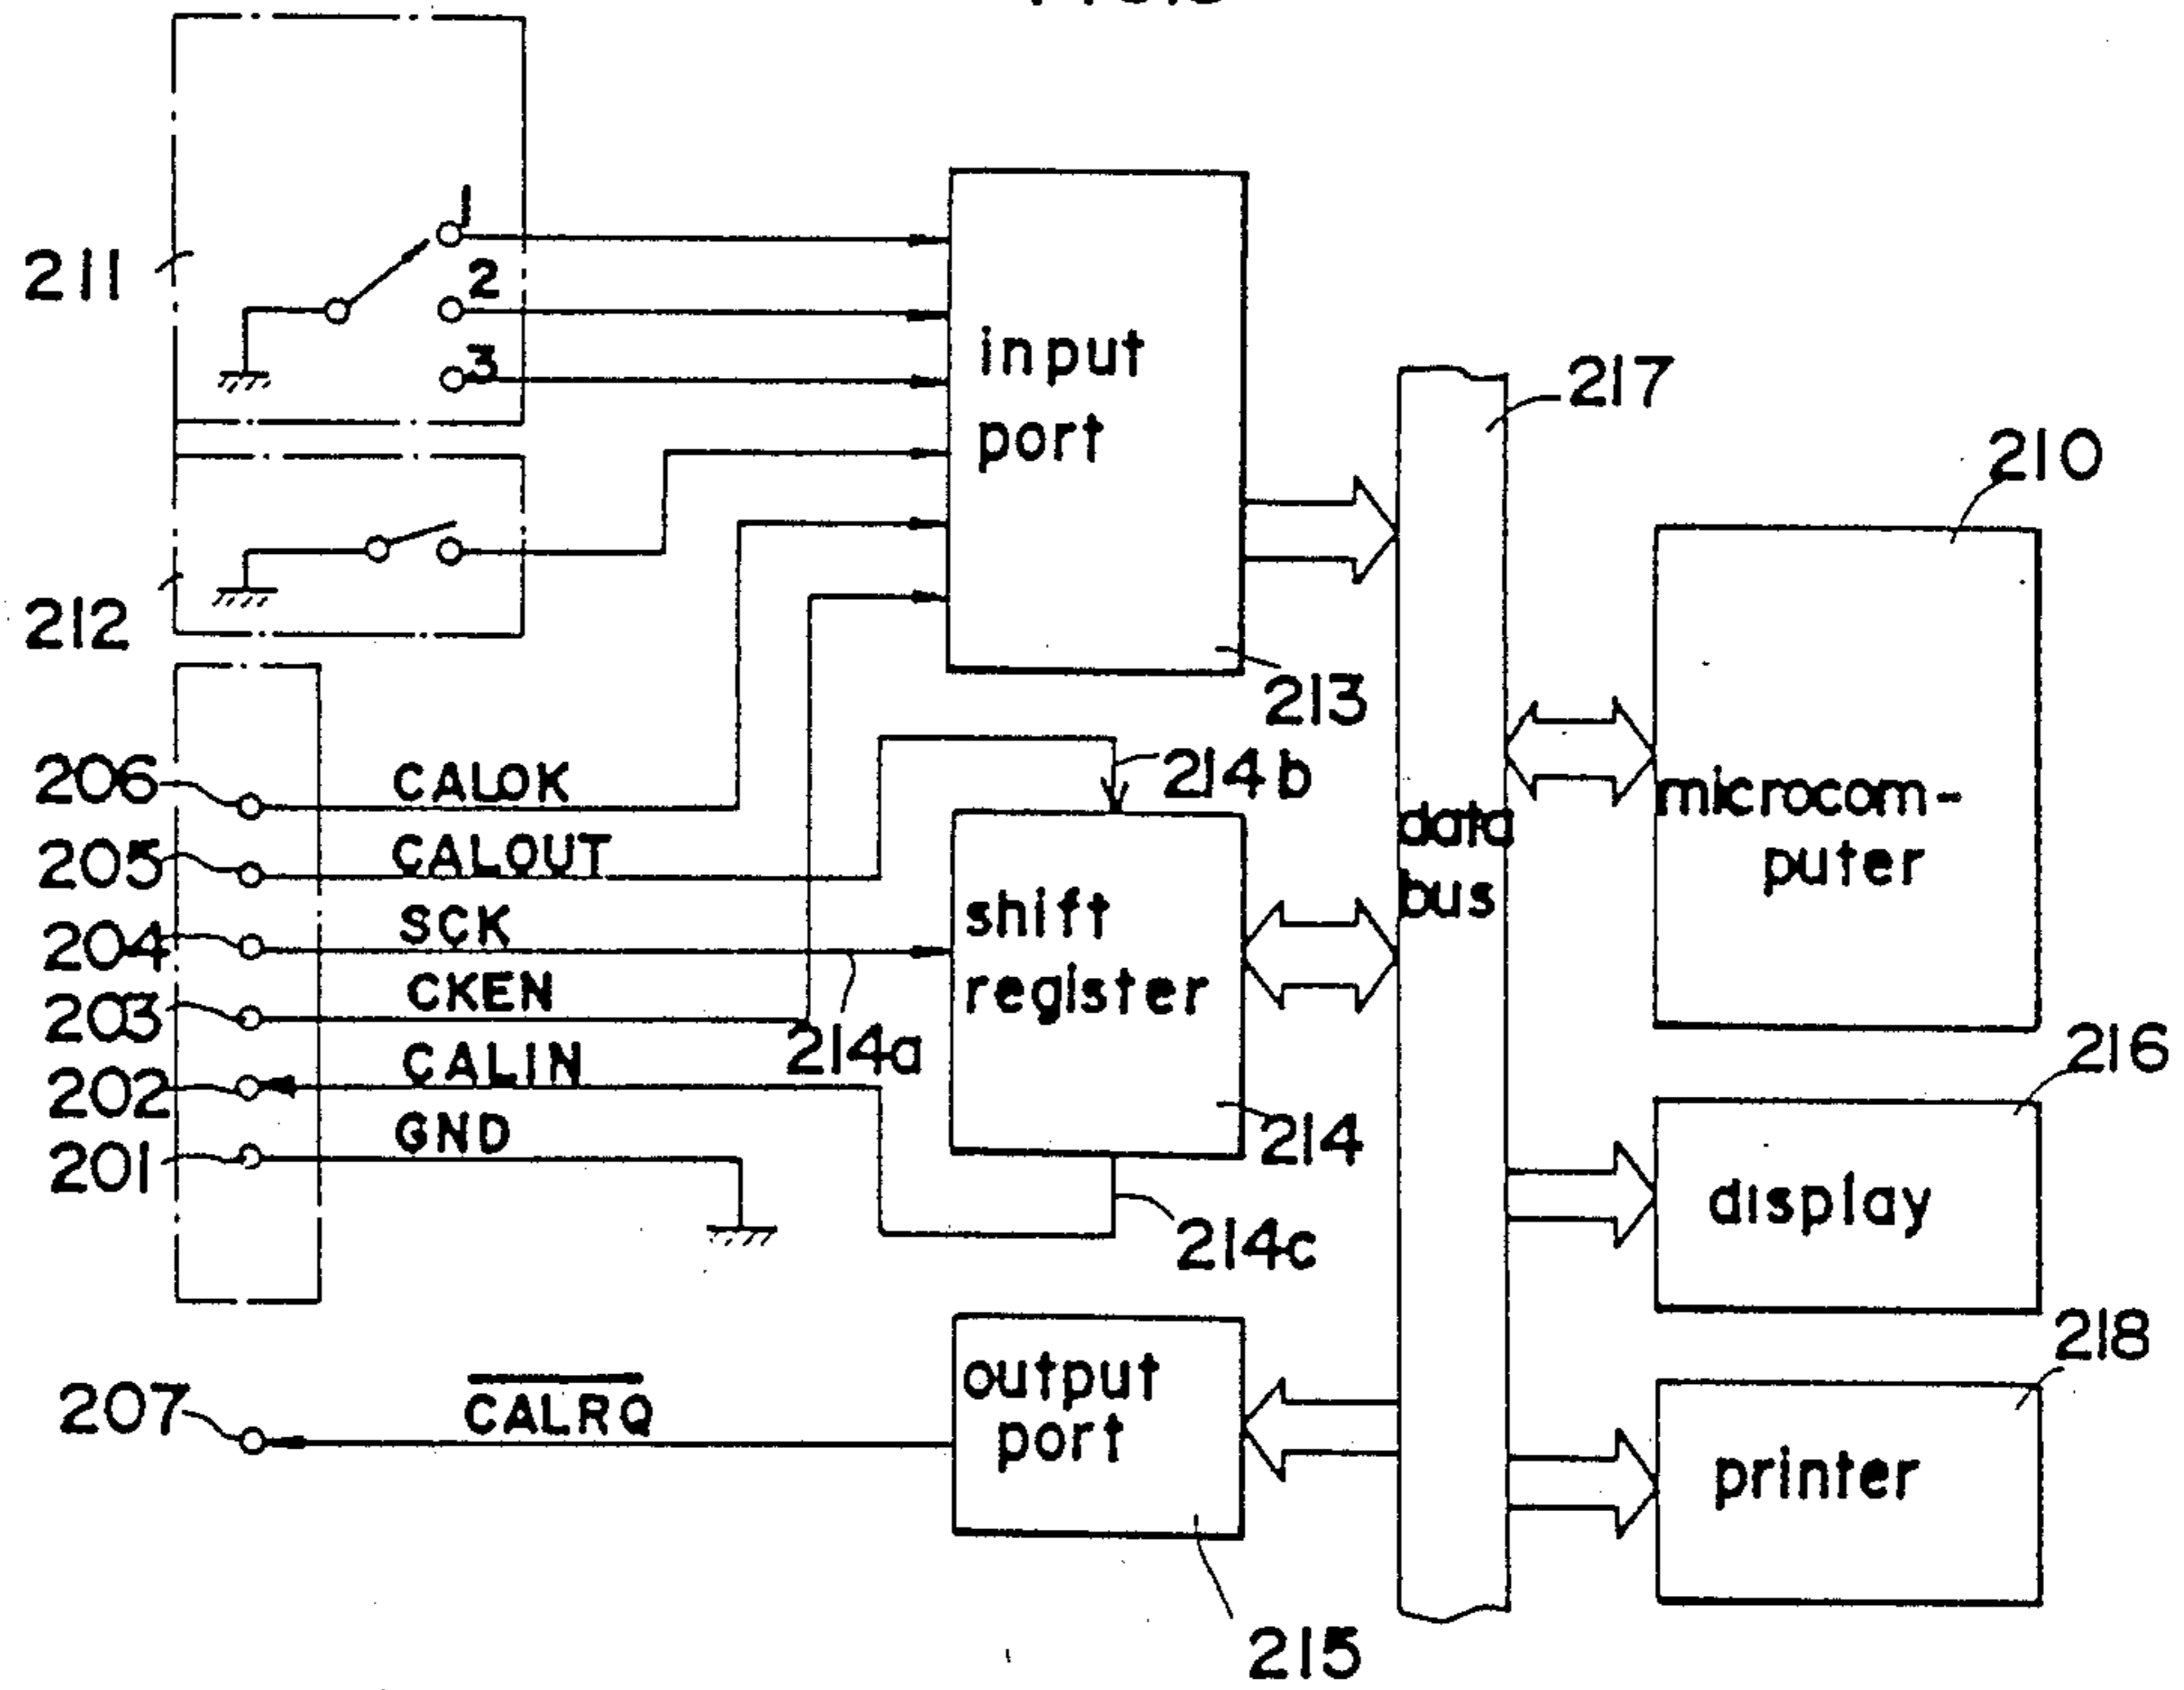 1
211
2
3
input
port
217
210
212
213
206
CALOK
214b
microcom-
puter
205
CALOUT
data
bus
204
SCK
shift
register
203
CKEN
214a
216
202
CALIN
214
201
GND
display
214c
218
207
CALRQ
output
port
printer
215